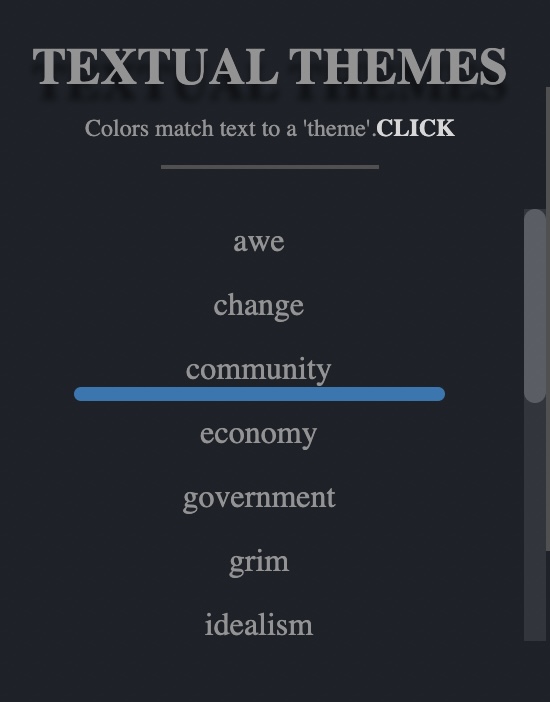 TEXTUAL THEMES
Colors match text to a 'theme'.CLICK
awe
change
community
economy
government
grim
idealism